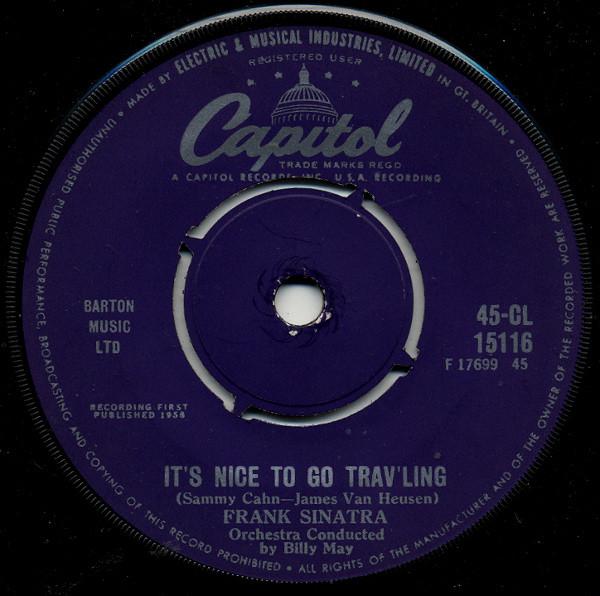 UNAUTHORISED PUBLIC PERFORMANCE, BROADCASTING AND COPYING OF THIS RECORD PROHIBITED • ALL RIGHTS OF THE MANUFACTURER AND OF THE OWNER OF THE RECORDED WORK ARE RESERVED •
MADE BY ELECTRIC & MUSICAL INDUSTRIES, LIMITED IN GT. BRITAIN •
REGISTERED USER
Capitol
TRADE MARKS REGD
A CAPITOL RECORDS, INC., U.S.A. RECORDING
BARTON
MUSIC
LTD
45-CL
15116
F 17699 45
RECORDING FIRST
PUBLISHED 1958
IT'S NICE TO GO TRAV'LING
(Sammy Cahn—James Van Heusen)
FRANK SINATRA
Orchestra Conducted
by Billy May